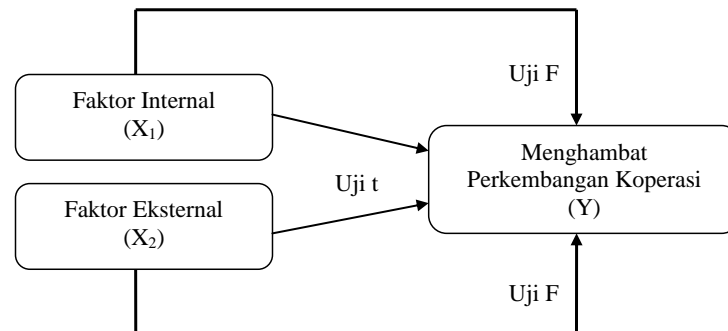 Uji F
Faktor Internal
(X₁)
Menghambat
Perkembangan Koperasi
(Y)
Uji t
Faktor Eksternal
(X₂)
Uji F